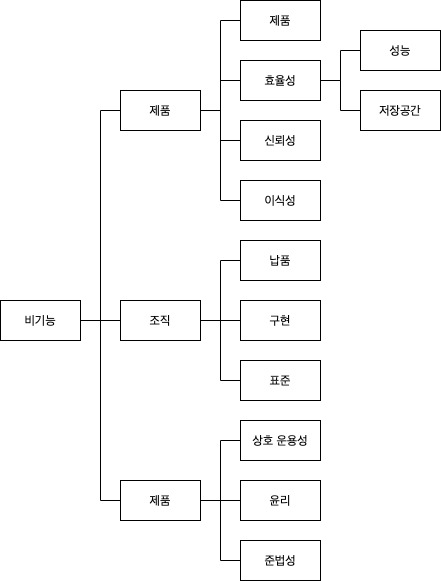 비기능
제품
제품
효율성
성능
저장공간
신뢰성
이식성
조직
납품
구현
표준
제품
상호 운용성
윤리
준법성